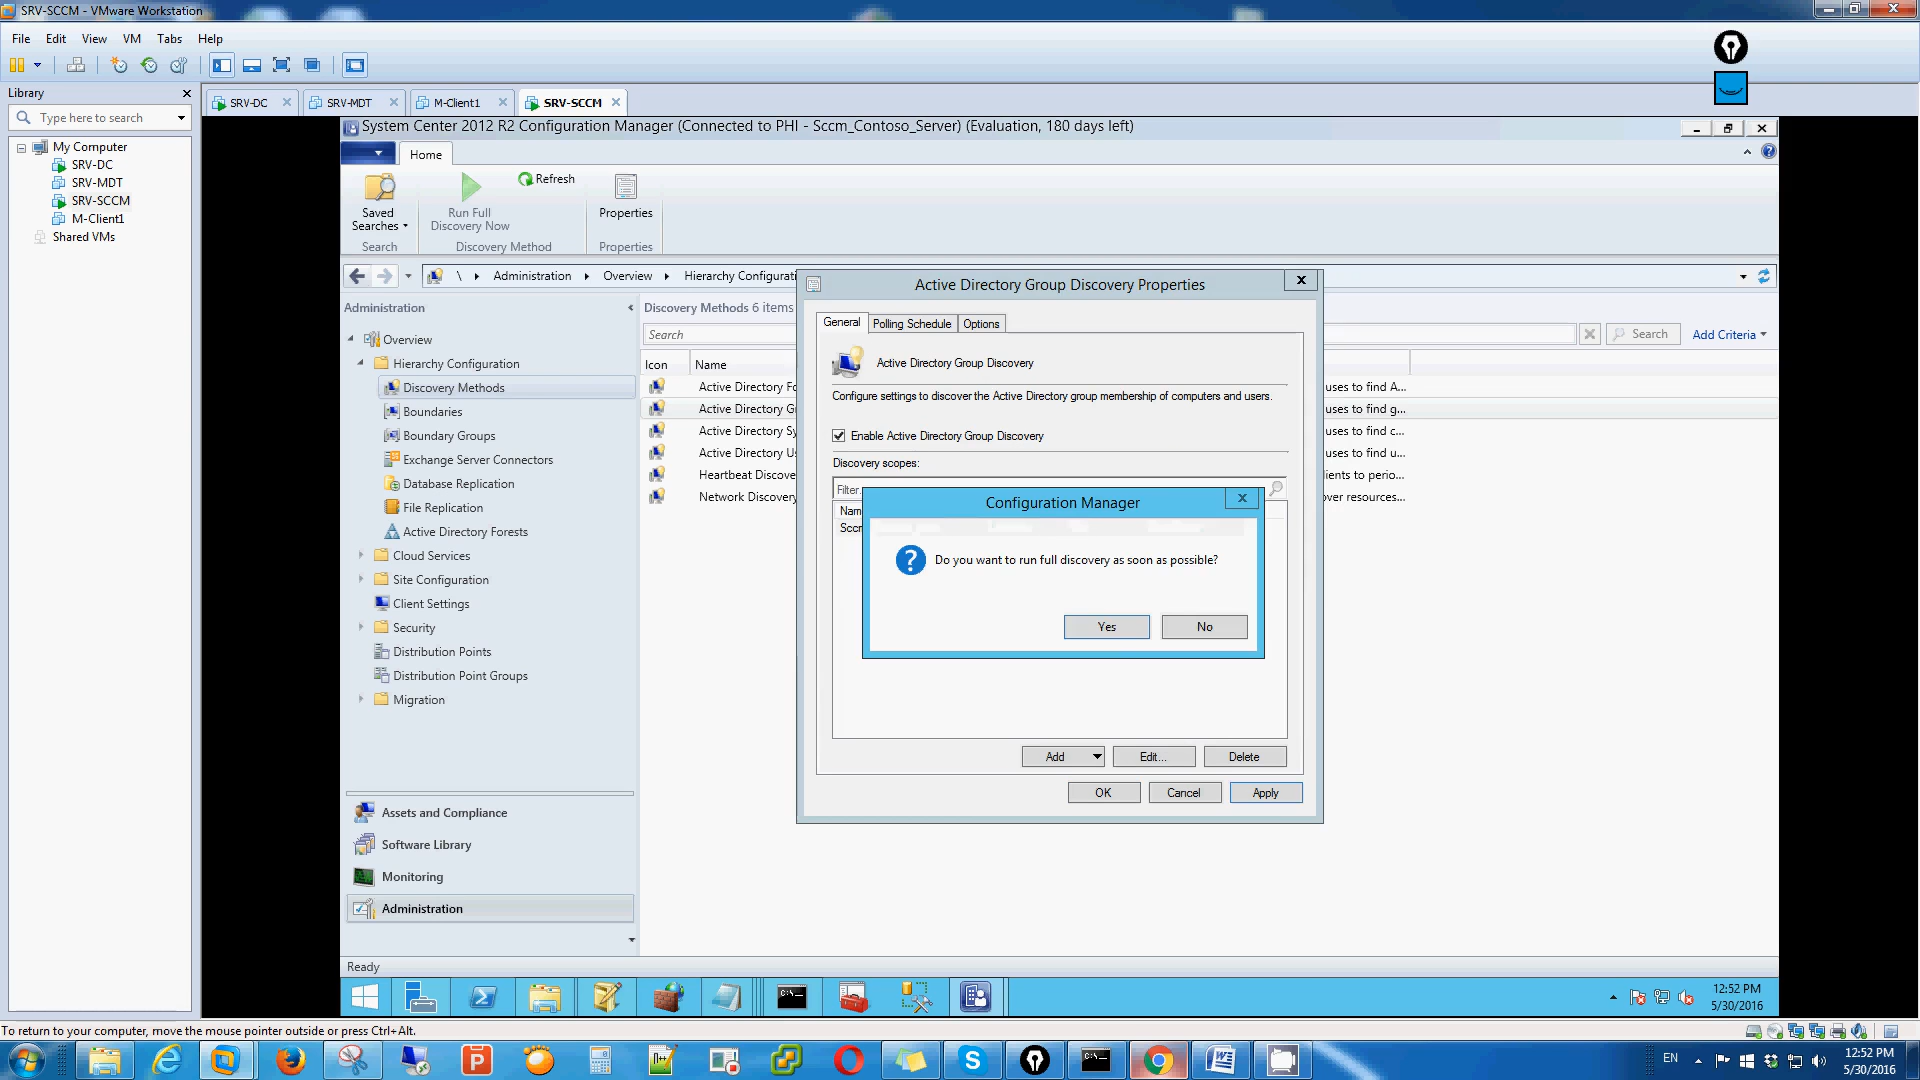 SRV-SCCM - VMware Workstation
File Edit View VM Tabs Help
Library
Type here to search
My Computer
SRV-DC
SRV-MDT
SRV-SCCM
M-Client1
Shared VMs
SRV-DC SRV-MDT M-Client1 SRV-SCCM
System Center 2012 R2 Configuration Manager (Connected to PHI - Sccm_Contoso_Server) (Evaluation, 180 days left)
Home
Saved Searches
Run Full Discovery Now
Refresh
Properties
Search Discovery Method Properties
\ Administration Overview Hierarchy Configurati
Administration
Overview
Hierarchy Configuration
Discovery Methods
Boundaries
Boundary Groups
Exchange Server Connectors
Database Replication
File Replication
Active Directory Forests
Cloud Services
Site Configuration
Client Settings
Security
Distribution Points
Distribution Point Groups
Migration
Assets and Compliance
Software Library
Monitoring
Administration
Ready
Discovery Methods 6 items
Search
Search
Add Criteria
Icon Name
Active Directory Fo uses to find A...
Active Directory G uses to find g...
Active Directory Sy uses to find c...
Active Directory Us uses to find u...
Heartbeat Discove ients to perio...
Network Discovery over resources...
Active Directory Group Discovery Properties
General Polling Schedule Options
Active Directory Group Discovery
Configure settings to discover the Active Directory group membership of computers and users.
Enable Active Directory Group Discovery
Discovery scopes:
Filter.
Nam
Sccm
Configuration Manager
Do you want to run full discovery as soon as possible?
Yes No
Add Edit... Delete
OK Cancel Apply
12:52 PM
5/30/2016
To return to your computer, move the mouse pointer outside or press Ctrl+Alt.
EN
12:52 PM
5/30/2016